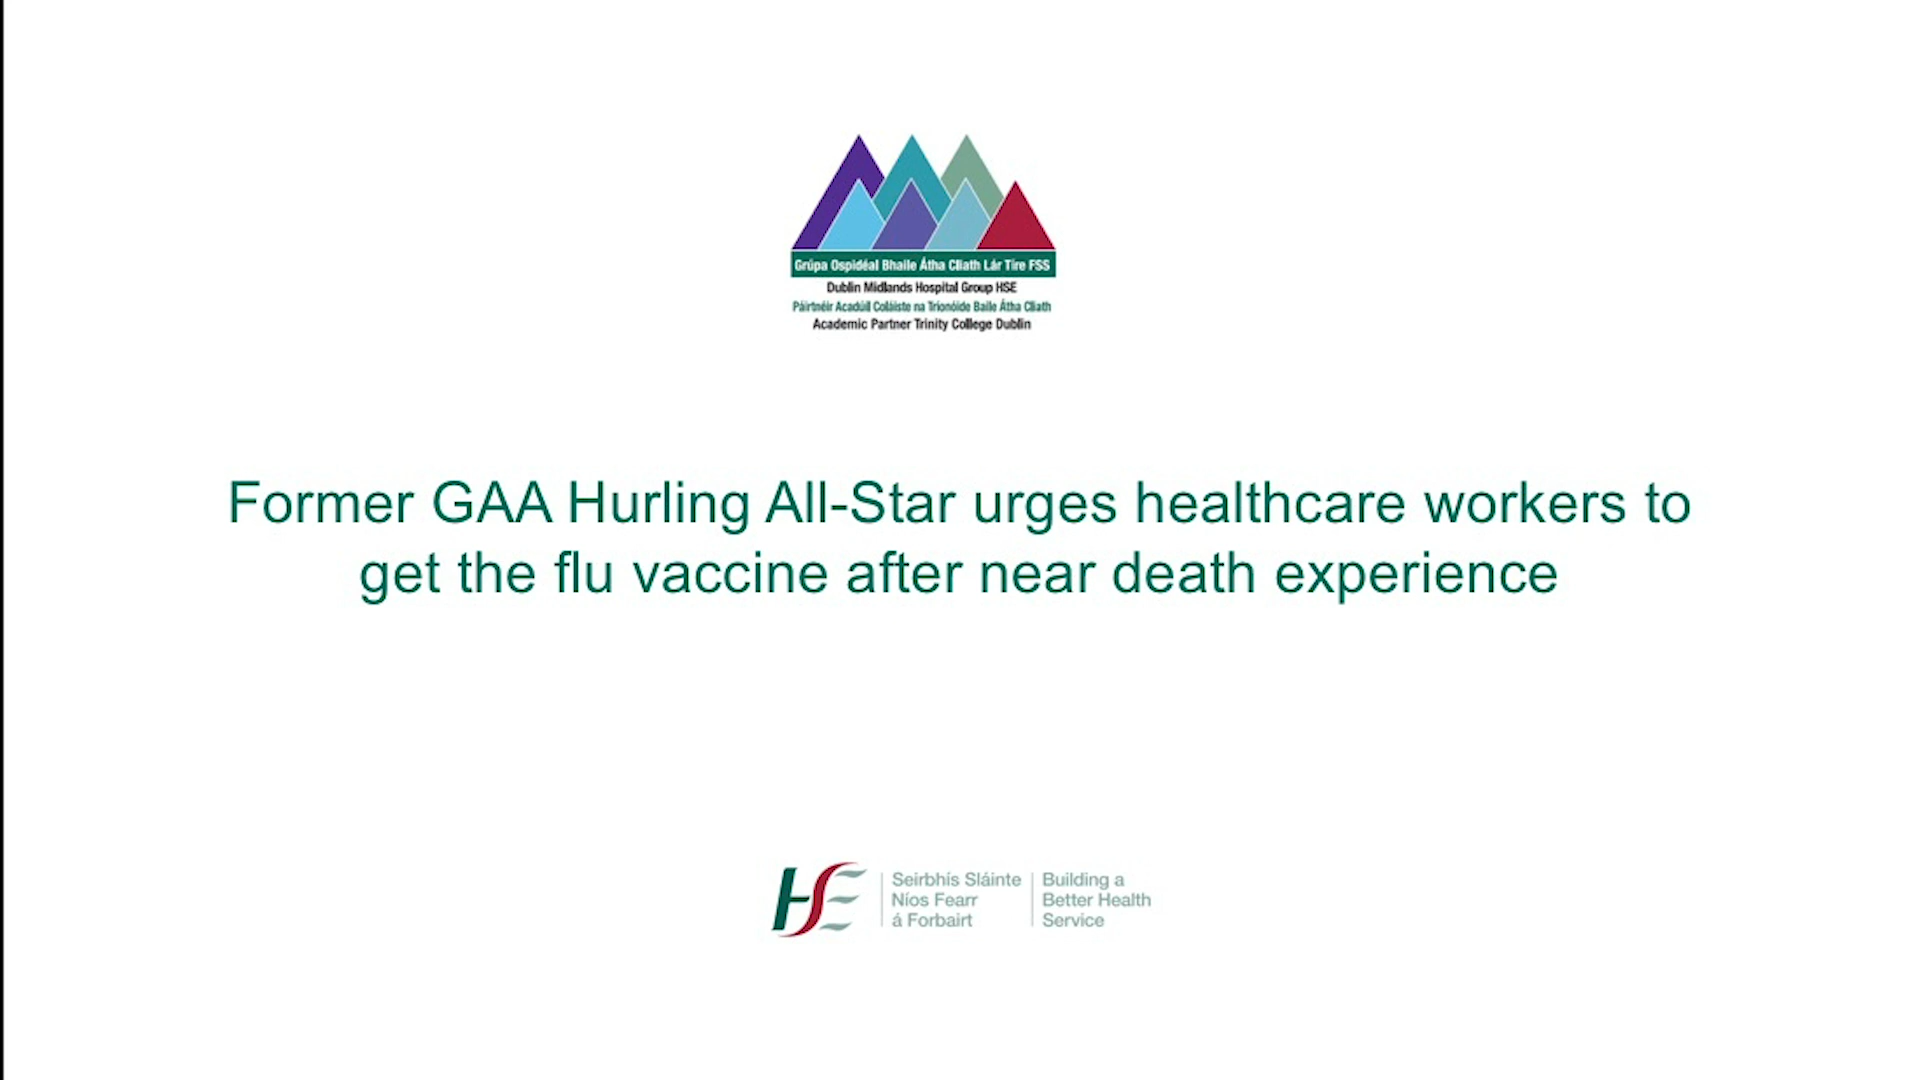 Grúpa Ospidéal Bhaile Átha Cliath Lár Tíre FSS
Dublin Midlands Hospital Group HSE
Páirtnéir Acadúil Coláiste na Tríonóide Baile Átha Cliath
Academic Partner Trinity College Dublin
Former GAA Hurling All-Star urges healthcare workers to
get the flu vaccine after near death experience
HSE
Seirbhís Sláinte
Níos Fearr
á Forbairt
Building a
Better Health
Service